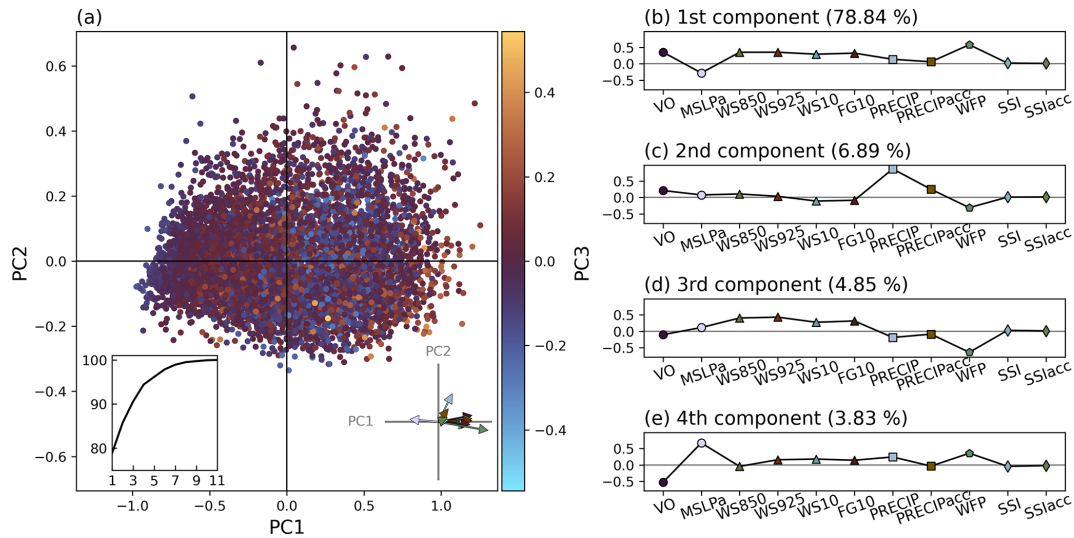 (a)
PC2
0.6
0.4
0.2
0.0
−0.2
−0.4
−0.6
−1.0
−0.5
0.0
0.5
1.0
PC1
100
90
80
1 3 5 7 9 11
PC2
PC1
0.4
0.2
0.0
−0.2
−0.4
PC3
(b) 1st component (78.84 %)
0.5
0.0
−0.5
VO MSLPa WS850 WS925 WS10 FG10 PRECIP PRECIPacc WFP SSI SSIacc
(c) 2nd component (6.89 %)
0.5
0.0
−0.5
VO MSLPa WS850 WS925 WS10 FG10 PRECIP PRECIPacc WFP SSI SSIacc
(d) 3rd component (4.85 %)
0.5
0.0
−0.5
VO MSLPa WS850 WS925 WS10 FG10 PRECIP PRECIPacc WFP SSI SSIacc
(e) 4th component (3.83 %)
0.5
0.0
−0.5
VO MSLPa WS850 WS925 WS10 FG10 PRECIP PRECIPacc WFP SSI SSIacc